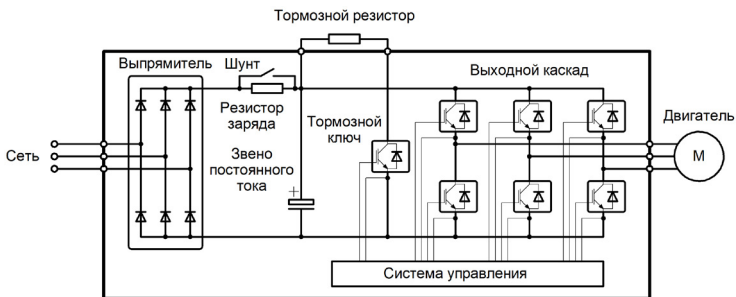 Тормозной резистор
Выпрямитель
Шунт
Выходной каскад
Резистор
заряда
Тормозной
ключ
Двигатель
Сеть
Звено
постоянного
тока
M
+
Система управления